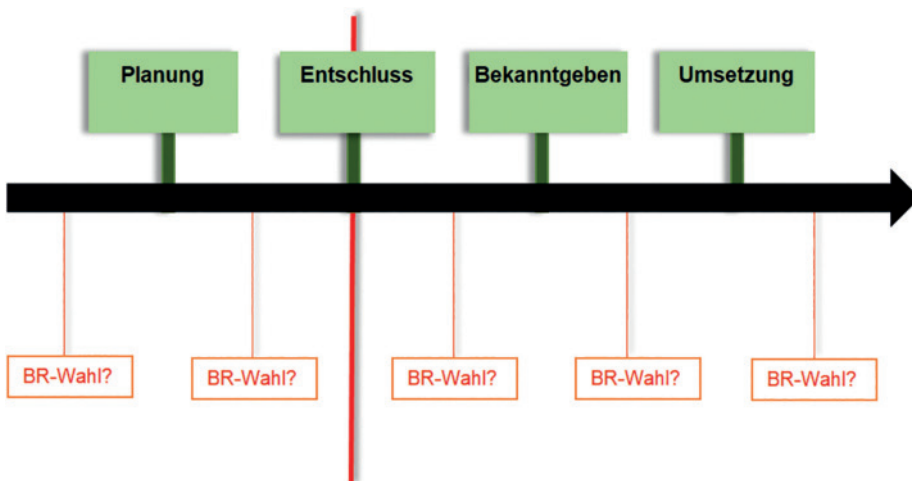 Planung
Entschluss
Bekanntgeben
Umsetzung
BR-Wahl?
BR-Wahl?
BR-Wahl?
BR-Wahl?
BR-Wahl?